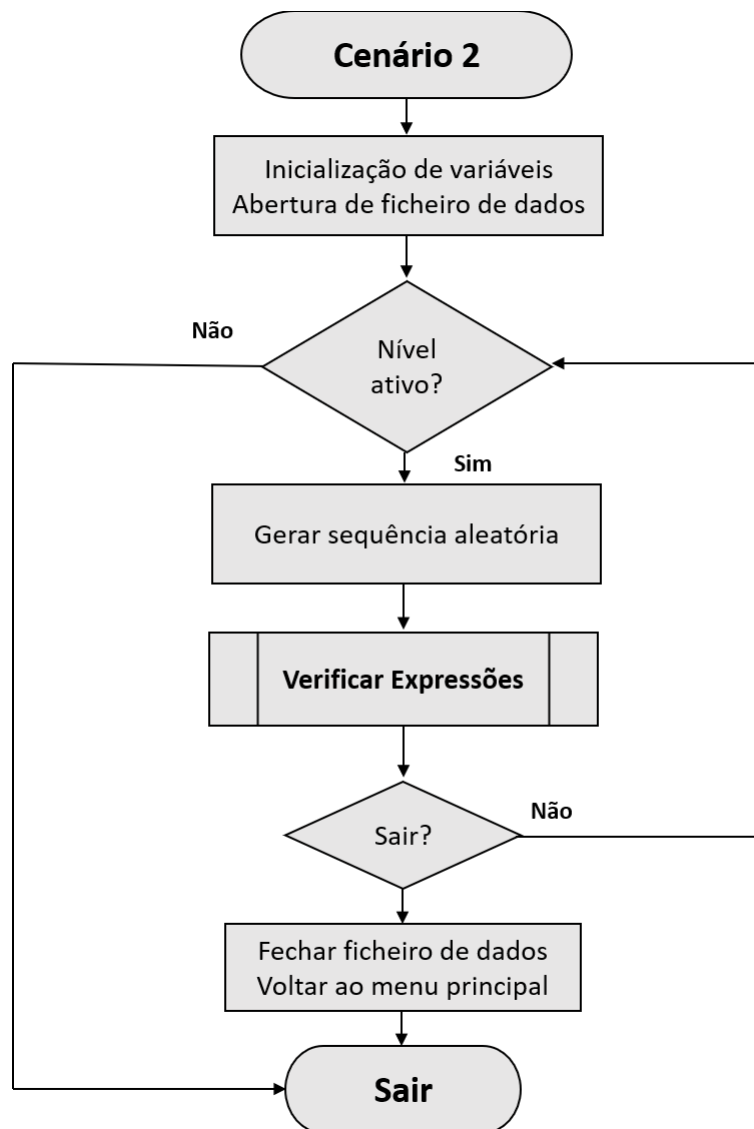 Cenário 2
Inicialização de variáveis
Abertura de ficheiro de dados
Não
Nível
ativo?
Sim
Gerar sequência aleatória
Verificar Expressões
Não
Sair?
Fechar ficheiro de dados
Voltar ao menu principal
Sair